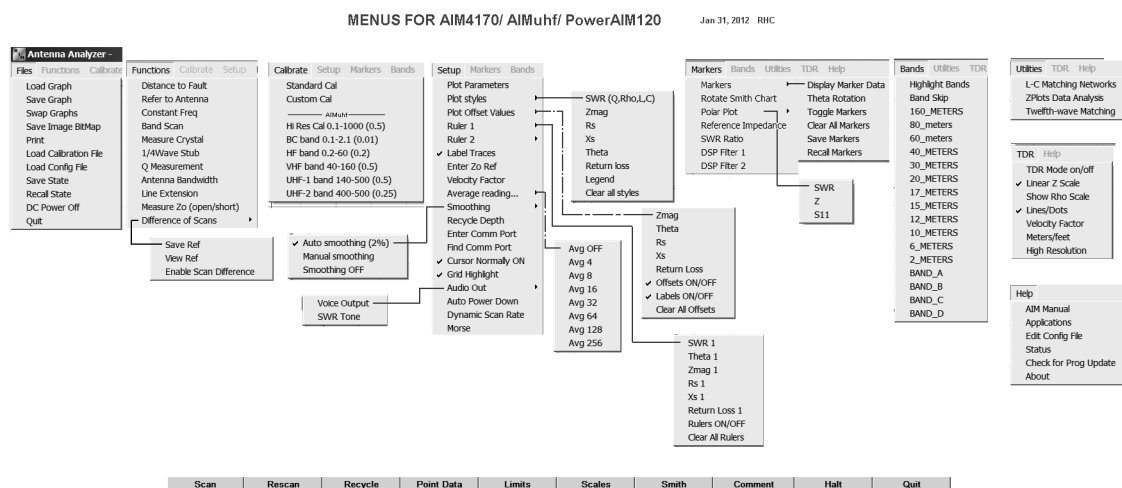 MENUS FOR AIM4170/ AIMuhf/ PowerAIM120
Jan 31, 2012 RHC
Antenna Analyzer -
Files Functions Calibrate
Load Graph
Save Graph
Swap Graphs
Save Image BitMap
Print
Load Calibration File
Load Config File
Save State
Recall State
DC Power Off
Quit
Functions Calibrate Setup
Distance to Fault
Refer to Antenna
Constant Freq
Band Scan
Measure Crystal
1/4Wave Stub
Q Measurement
Antenna Bandwidth
Line Extension
Measure Zo (open/short)
Difference of Scans
Save Ref
View Ref
Enable Scan Difference
Calibrate Setup Markers Bands
Standard Cal
Custom Cal
AIMuhf
Hi Res Cal 0.1-1000 (0.5)
BC band 0.1-2.1 (0.01)
HF band 0.2-60 (0.2)
VHF band 40-160 (0.5)
UHF-1 band 140-500 (0.5)
UHF-2 band 400-500 (0.25)
Auto smoothing (2%)
Manual smoothing
Smoothing OFF
Voice Output
SWR Tone
Setup Markers Bands
Plot Parameters
Plot styles
Plot Offset Values
Ruler 1
Ruler 2
Label Traces
Enter Zo Ref
Velocity Factor
Average reading...
Smoothing
Recycle Depth
Enter Comm Port
Find Comm Port
Cursor Normally ON
Grid Highlight
Audio Out
Auto Power Down
Dynamic Scan Rate
Morse
SWR (Q,Rho,L,C)
Zmag
Rs
Xs
Theta
Return loss
Legend
Clear all styles
Avg OFF
Avg 4
Avg 8
Avg 16
Avg 32
Avg 64
Avg 128
Avg 256
Zmag
Theta
Rs
Xs
Return Loss
Offsets ON/OFF
Labels ON/OFF
Clear All Offsets
SWR 1
Theta 1
Zmag 1
Rs 1
Xs 1
Return Loss 1
Rulers ON/OFF
Clear All Rulers
Markers Bands Utilities TDR Help
Markers
Rotate Smith Chart
Polar Plot
Reference Impedance
SWR Ratio
DSP Filter 1
DSP Filter 2
Display Marker Data
Theta Rotation
Toggle Markers
Clear All Markers
Save Markers
Recall Markers
SWR
Z
S11
Bands Utilities TDR
Highlight Bands
Band Skip
160_METERS
80_meters
60_meters
40_METERS
30_METERS
20_METERS
17_METERS
15_METERS
12_METERS
10_METERS
6_METERS
2_METERS
BAND_A
BAND_B
BAND_C
BAND_D
Utilities TDR Help
L-C Matching Networks
ZPlots Data Analysis
Twelfth-wave Matching
TDR Help
TDR Mode on/off
Linear Z Scale
Show Rho Scale
Lines/Dots
Velocity Factor
Meters/feet
High Resolution
Help
AIM Manual
Applications
Edit Config File
Status
Check for Prog Update
About
Scan Rescan Recycle Point Data Limits Scales Smith Comment Halt Quit